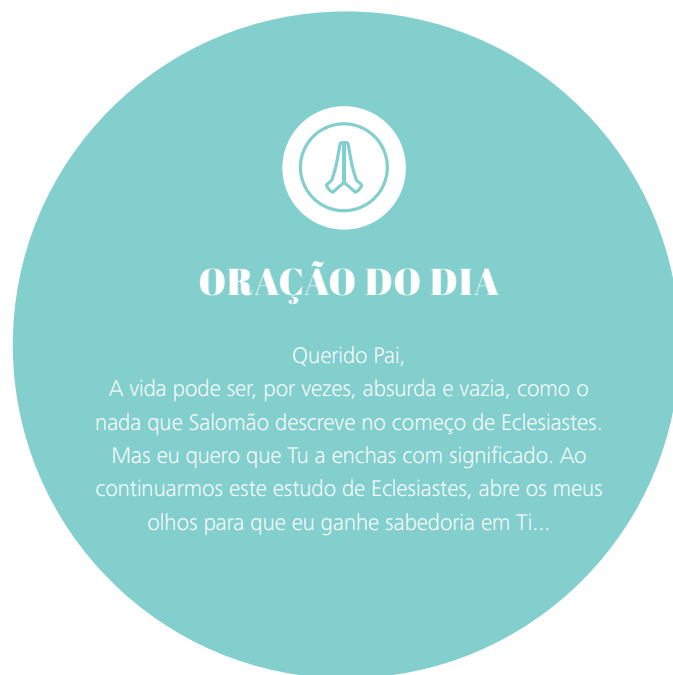 ORAÇÃO DO DIA
Querido Pai,
A vida pode ser, por vezes, absurda e vazia, como o
nada que Salomão descreve no começo de Eclesiastes.
Mas eu quero que Tu a enchas com significado. Ao
continuarmos este estudo de Eclesiastes, abre os meus
olhos para que eu ganhe sabedoria em Ti...